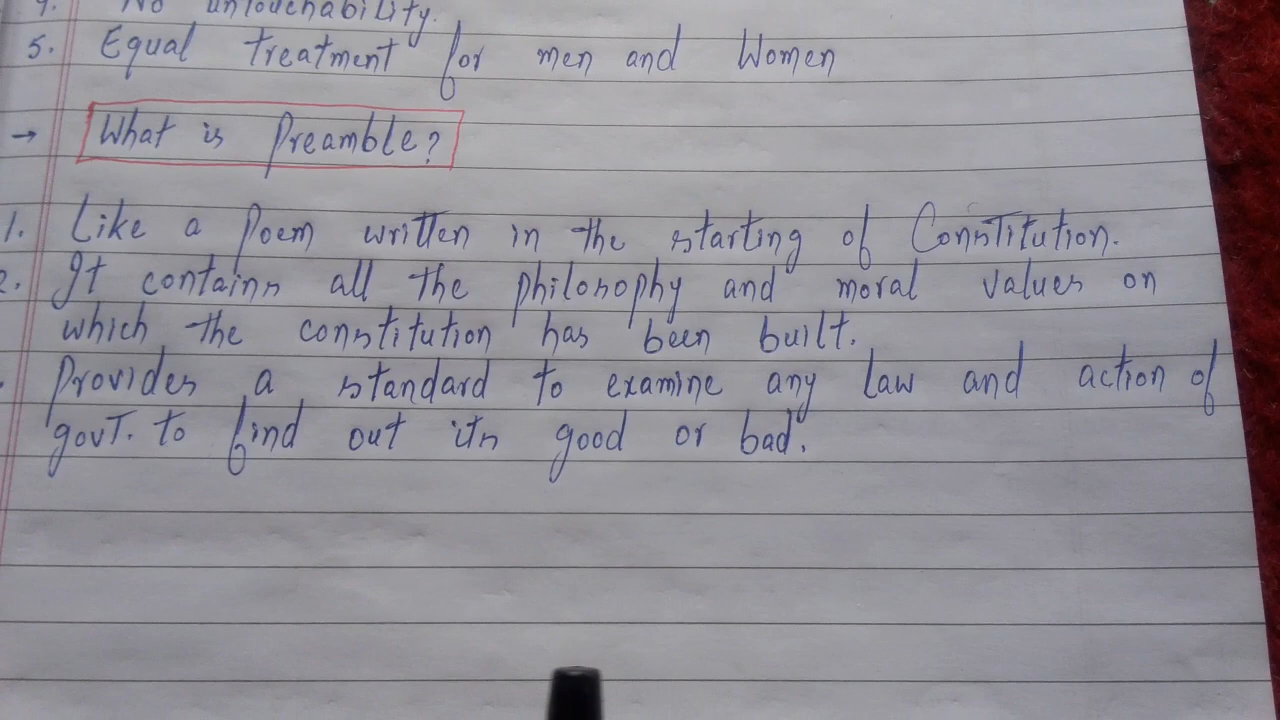 4. No untouchability.
5. Equal treatment for men and Women
→ What is Preamble?
1. Like a Poem written in the starting of Constitution.
2. It contains all the philosophy and moral values on
which the constitution has been built.
Provides a standard to examine any law and action of
govt. to find out its good or bad.